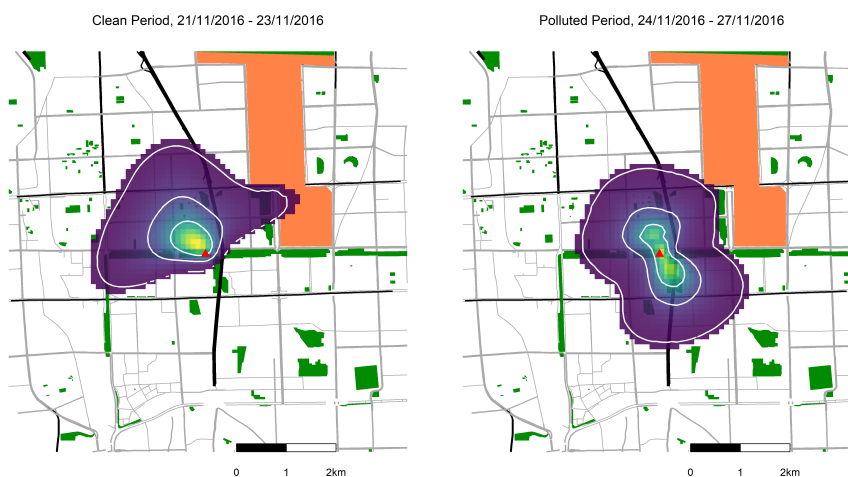 Clean Period, 21/11/2016 - 23/11/2016
Polluted Period, 24/11/2016 - 27/11/2016
0 1 2km
0 1 2km